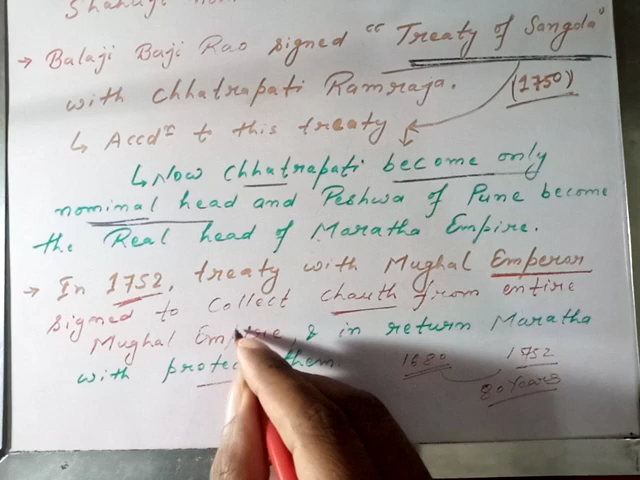 Shahuji
→ Balaji Baji Rao signed "Treaty of Sangola"
with Chhatrapati Ramraja. (1750)
↳ Accdng to this treaty
↳ Now Chhatrapati become only
nominal head and Peshwa of Pune become
the Real head of Maratha Empire.
→ In 1752, treaty with Mughal Emperor
signed to Collect chauth from entire
Mughal & in return Maratha
with them.
1680 1752
80 Years